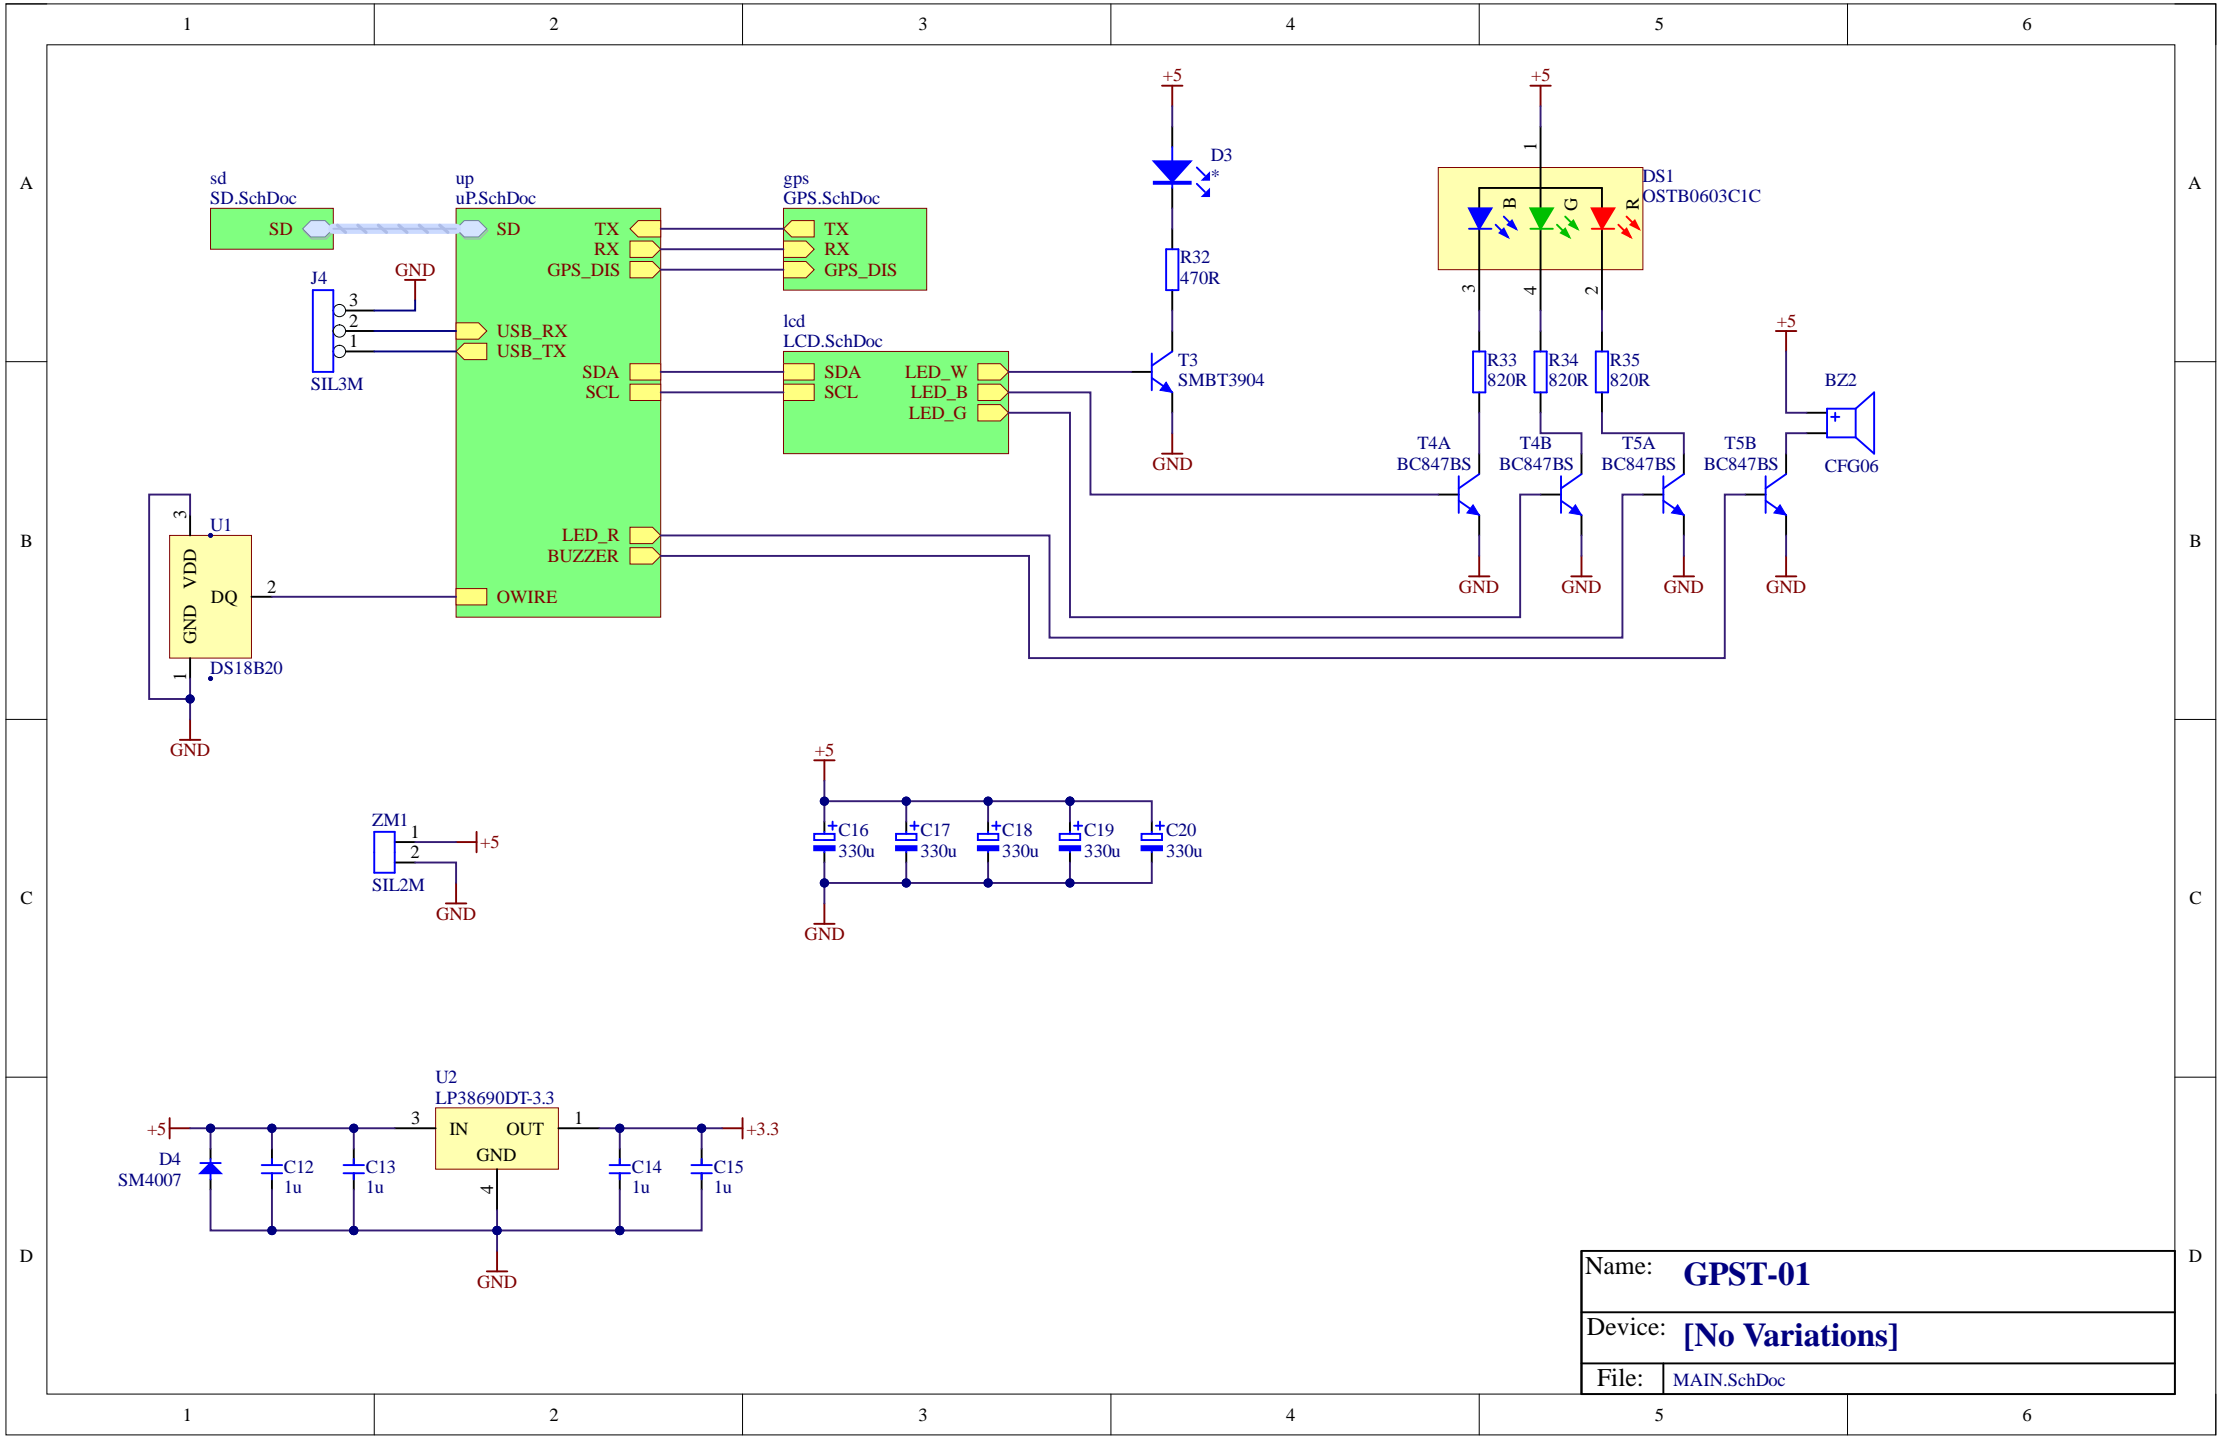 1 2 3 4 5 6
A A
B B
C C
D D
1 2 3 4 5 6
sd
SD.SchDoc
SD
up
uP.SchDoc
SD TX
RX
GPS_DIS
USB_RX
USB_TX
SDA
SCL
LED_R
BUZZER
OWIRE
gps
GPS.SchDoc
TX
RX
GPS_DIS
J4
3
2
1
SIL3M
GND
lcd
LCD.SchDoc
SDA LED_W
SCL LED_B
LED_G
+5
D3
*
R32
470R
T3
SMBT3904
GND
+5
1
DS1
OSTB0603C1C
B G R
3 4 2
R33
820R
R34
820R
R35
820R
T4A
BC847BS
T4B
BC847BS
T5A
BC847BS
T5B
BC847BS
GND GND GND GND
+5
BZ2
+
CFG06
3
U1
VDD
DQ
2
GND
DS18B20
1
GND
ZM1
1
+5
2
SIL2M
GND
+5
+C16
330u
+C17
330u
+C18
330u
+C19
330u
+C20
330u
GND
U2
LP38690DT-3.3
+5 3 IN OUT 1 +3.3
GND
4
D4
SM4007
C12
1u
C13
1u
C14
1u
C15
1u
GND
Name: GPST-01
Device: [No Variations]
File: MAIN.SchDoc